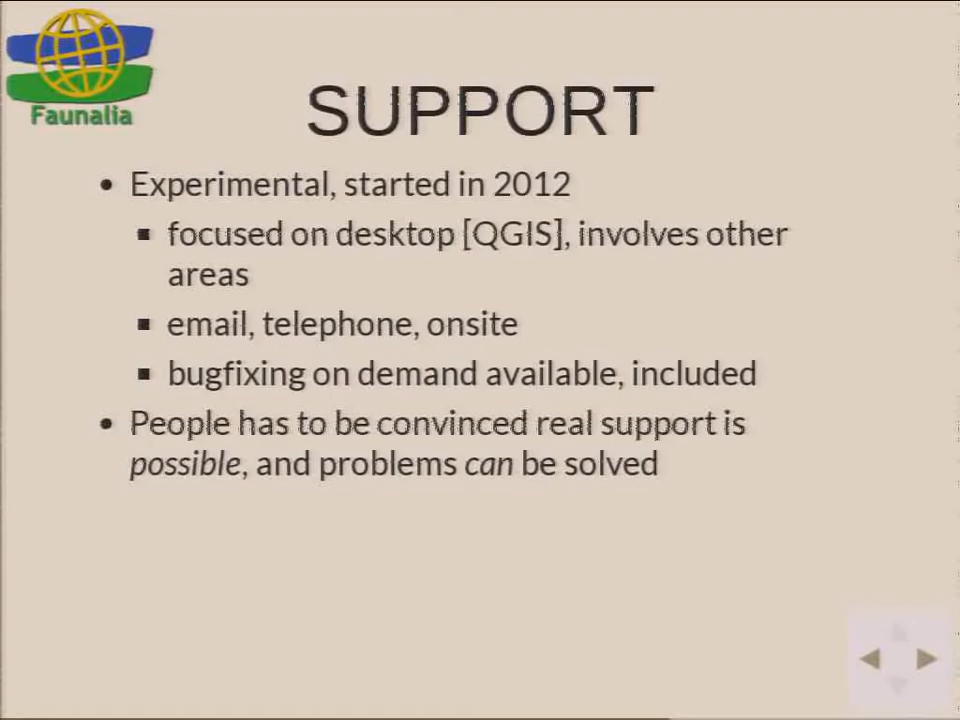 Faunalia
SUPPORT
• Experimental, started in 2012
▪ focused on desktop [QGIS], involves other
areas
▪ email, telephone, onsite
▪ bugfixing on demand available, included
• People has to be convinced real support is
possible, and problems can be solved